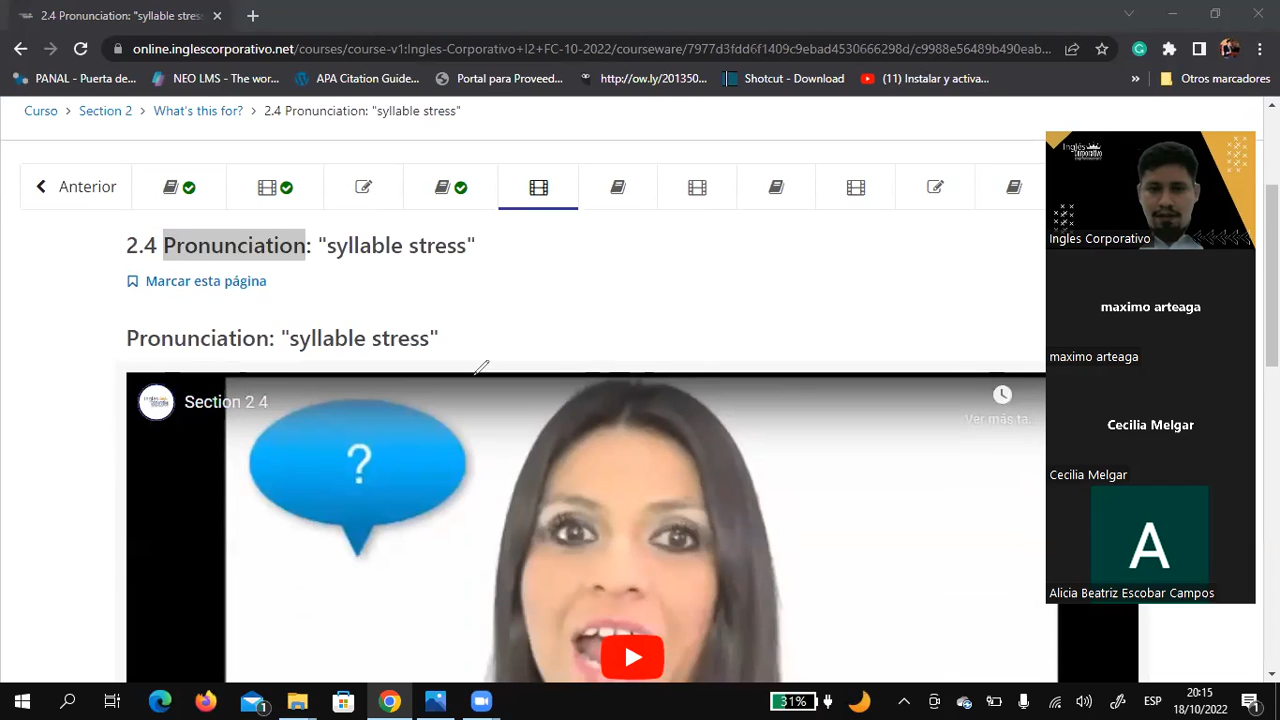 2.4 Pronunciation: "syllable stres
online.inglescorporativo.net/courses/course-v1:Ingles-Corporativo+I2+FC-10-2022/courseware/7977d3fdd6f1409c9ebad4530666298d/c9988e56489b490eab...
PANAL - Puerta de... NEO LMS - The wor... APA Citation Guide... Portal para Proveed... http://ow.ly/201350... Shotcut - Download (11) Instalar y activa... » Otros marcadores
Curso > Section 2 > What's this for? > 2.4 Pronunciation: "syllable stress"
Anterior
2.4 Pronunciation: "syllable stress"
Marcar esta página
Pronunciation: "syllable stress"
Section 2 4
Ver más ta...
?
Inglés
corporativo
Ingles Corporativo
maximo arteaga
maximo arteaga
Cecilia Melgar
Cecilia Melgar
A
Alicia Beatriz Escobar Campos
31%
ESP
20:15
18/10/2022
1
1